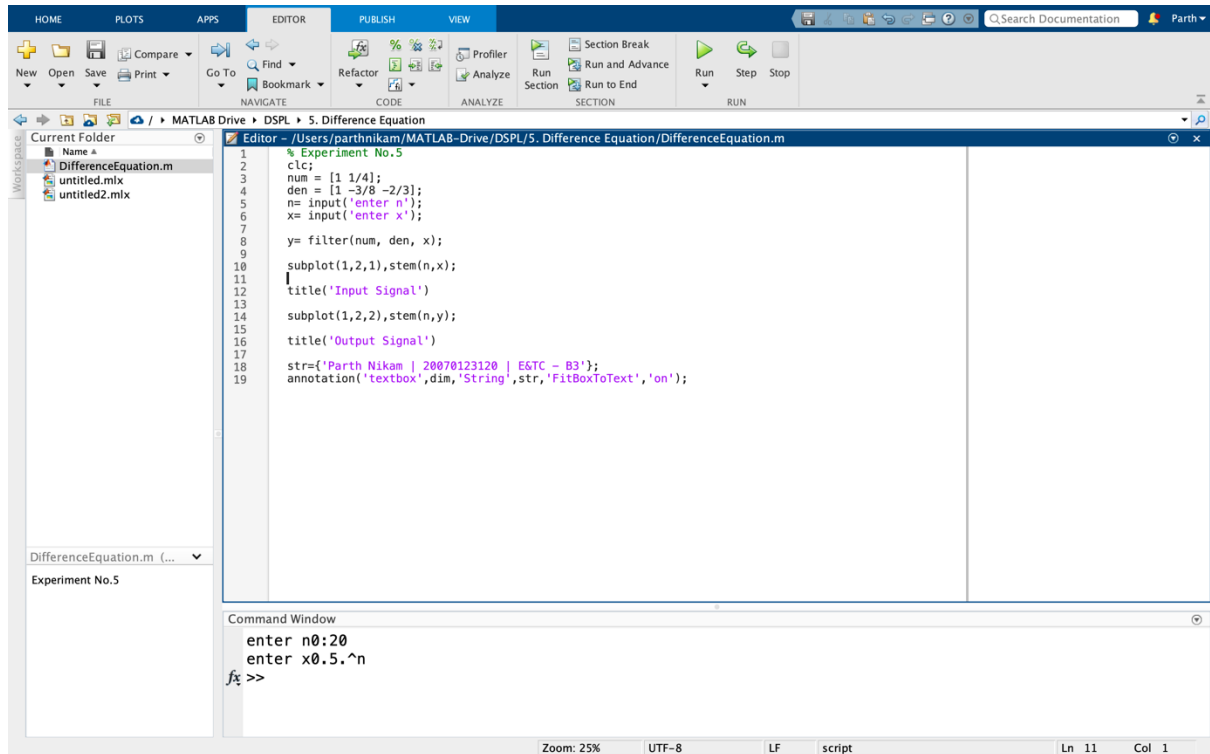 HOME PLOTS APPS EDITOR PUBLISH VIEW Search Documentation Parth
New Open Save Compare Print Go To Find Bookmark Refactor Profiler Analyze Run Section Section Break Run and Advance Run to End Run Step Stop
FILE NAVIGATE CODE ANALYZE SECTION RUN
/ ▸ MATLAB Drive ▸ DSPL ▸ 5. Difference Equation
Workspace
Current Folder
Name
DifferenceEquation.m
untitled.mlx
untitled2.mlx
DifferenceEquation.m (...
Experiment No.5
Editor - /Users/parthnikam/MATLAB-Drive/DSPL/5. Difference Equation/DifferenceEquation.m
1 % Experiment No.5
2 clc;
3 num = [1 1/4];
4 den = [1 -3/8 -2/3];
5 n= input('enter n');
6 x= input('enter x');
7
8 y= filter(num, den, x);
9
10 subplot(1,2,1),stem(n,x);
11
12 title('Input Signal')
13
14 subplot(1,2,2),stem(n,y);
15
16 title('Output Signal')
17
18 str={'Parth Nikam | 20070123120 | E&TC - B3'};
19 annotation('textbox',dim,'String',str,'FitBoxToText','on');
Command Window
enter n0:20
enter x0.5.^n
fx >>
Zoom: 25% UTF-8 LF script Ln 11 Col 1